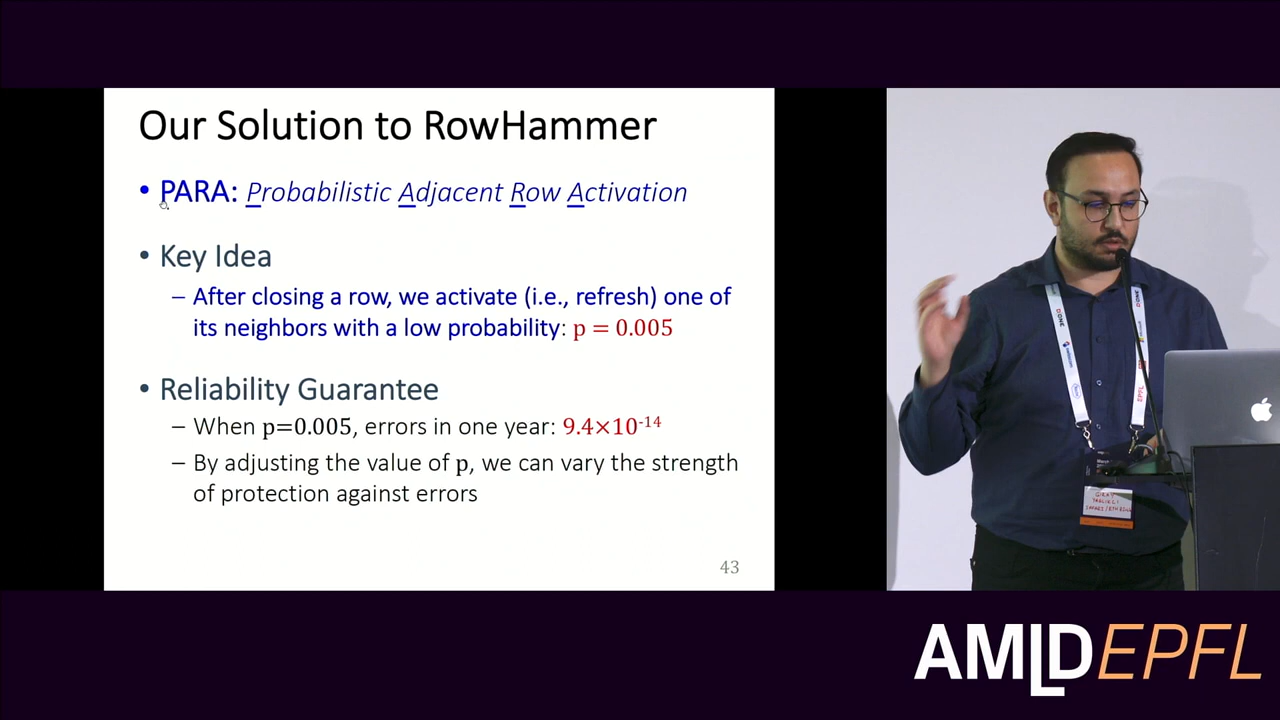 Our Solution to RowHammer
• PARA: Probabilistic Adjacent Row Activation
• Key Idea
– After closing a row, we activate (i.e., refresh) one of
its neighbors with a low probability: p = 0.005
• Reliability Guarantee
– When p=0.005, errors in one year: 9.4×10⁻¹⁴
– By adjusting the value of p, we can vary the strength
of protection against errors
43
EPFL
GIRAY
AMLDEPFL